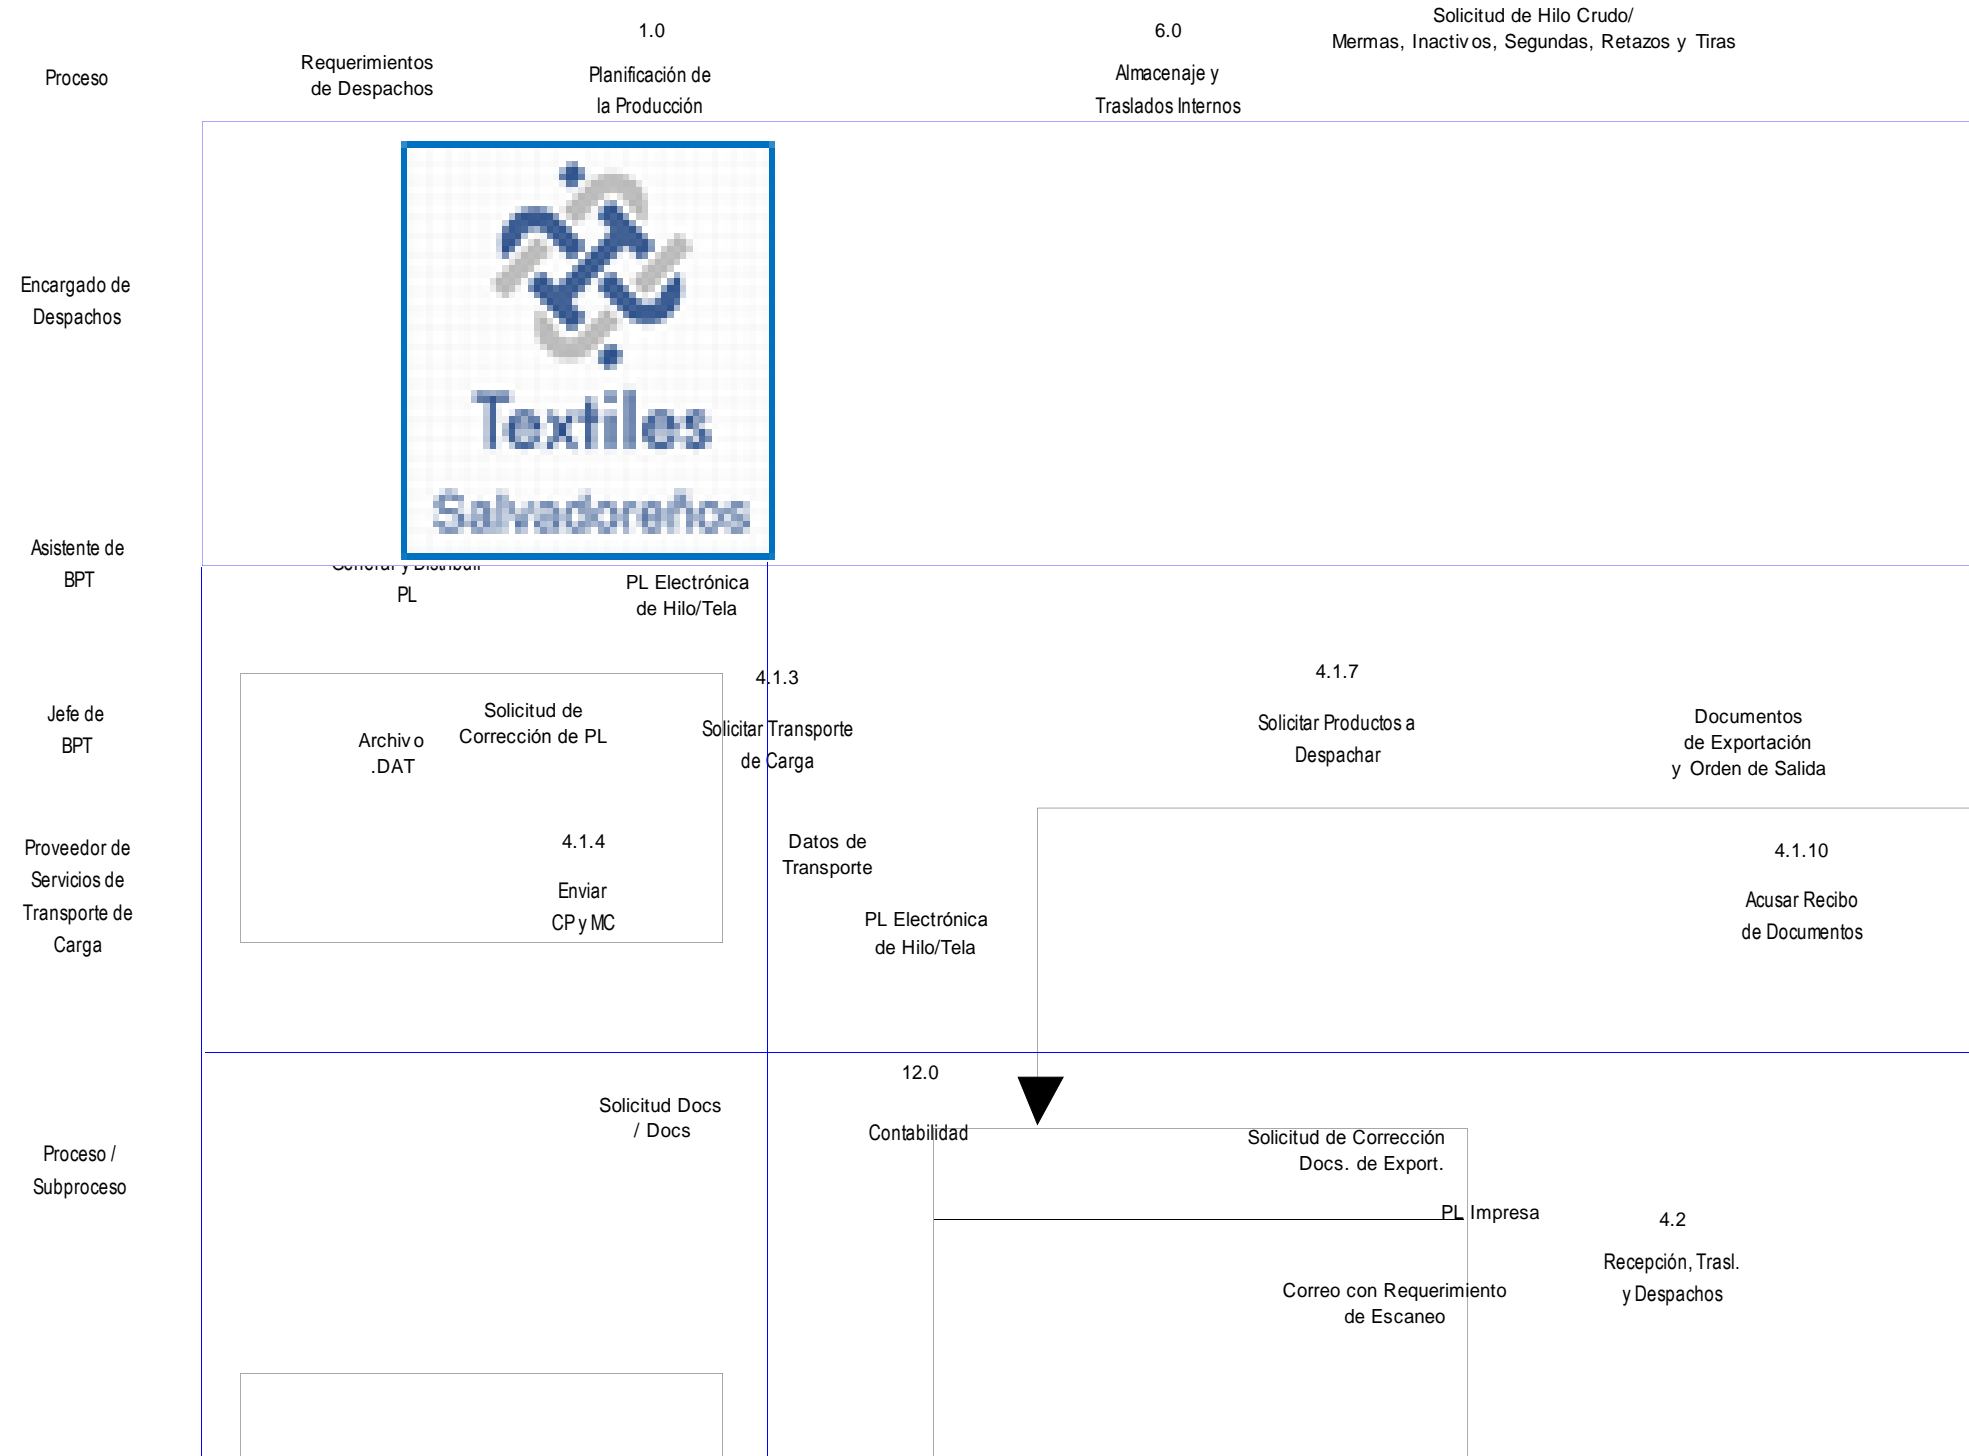 Proceso
Requerimientos
de Despachos
1.0
Planificación de
la Producción
6.0
Almacenaje y
Traslados Internos
Solicitud de Hilo Crudo/
Mermas, Inactivos, Segundas, Retazos y Tiras
Encargado de
Despachos
Textiles
Salvadoreños
Asistente de
BPT
General y Distribuir
PL
PL Electrónica
de Hilo/Tela
Jefe de
BPT
Archivo
.DAT
Solicitud de
Corrección de PL
4.1.3
Solicitar Transporte
de Carga
4.1.7
Solicitar Productos a
Despachar
Documentos
de Exportación
y Orden de Salida
Proveedor de
Servicios de
Transporte de
Carga
4.1.4
Enviar
CP y MC
Datos de
Transporte
PL Electrónica
de Hilo/Tela
4.1.10
Acusar Recibo
de Documentos
Proceso /
Subproceso
Solicitud Docs
/ Docs
12.0
Contabilidad
Solicitud de Corrección
Docs. de Export.
PL Impresa
Correo con Requerimiento
de Escaneo
4.2
Recepción, Trasl.
y Despachos